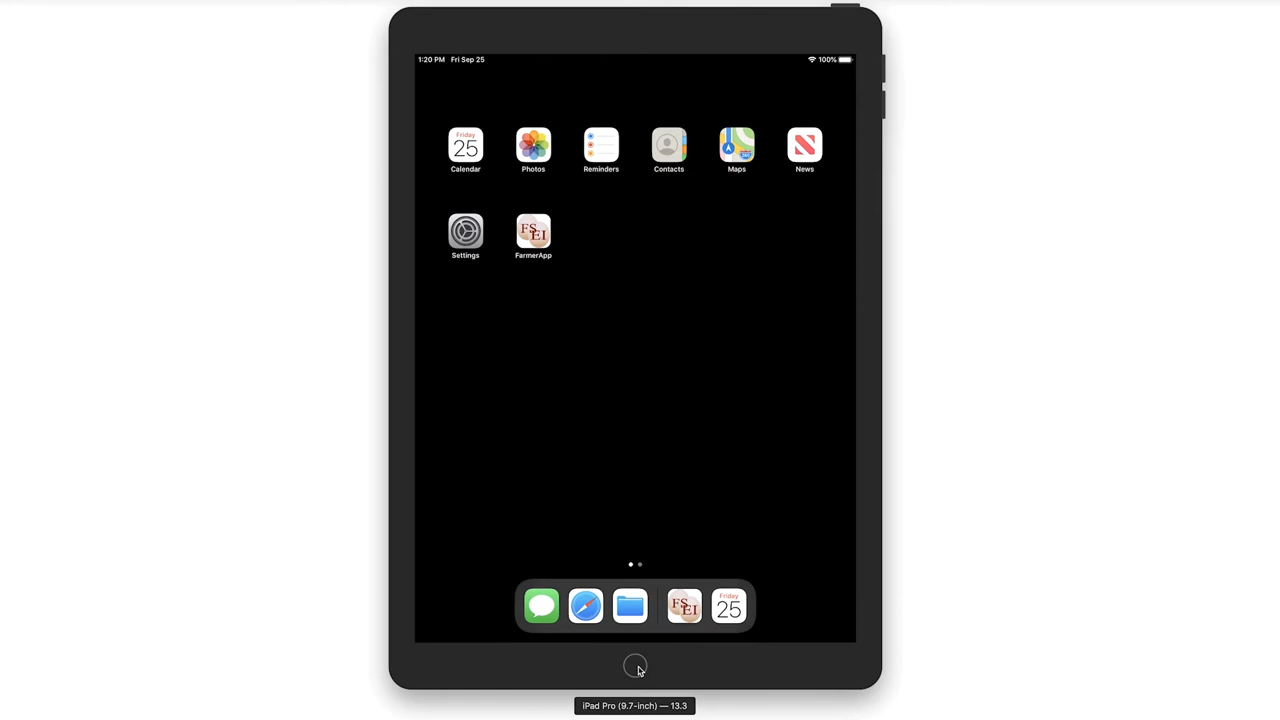 1:20 PM Fri Sep 25
100%
Friday
25
Calendar
Photos
Reminders
Contacts
280
Maps
News
Settings
FS
EI
FarmerApp
FS
EI
Friday
25
iPad Pro (9.7-inch) — 13.3